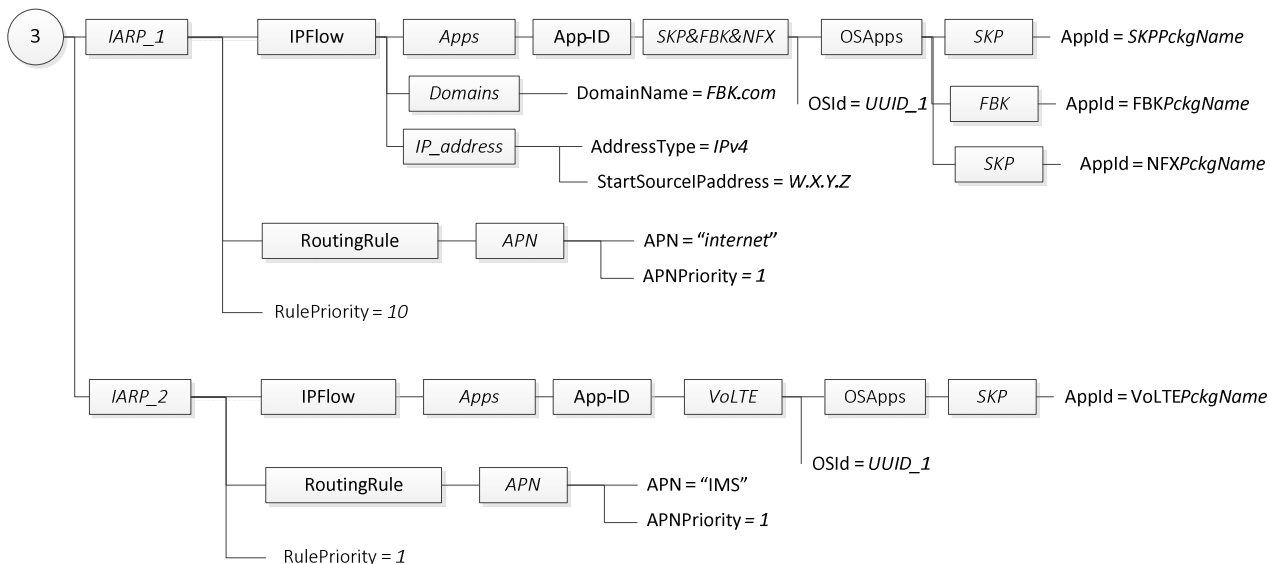 3
IARP_1
IPFlow
Apps
App-ID
SKP&FBK&NFX
OSApps
SKP
AppId = SKPPckgName
Domains
DomainName = FBK.com
OSId = UUID_1
FBK
AppId = FBKPckgName
IP_address
AddressType = IPv4
SKP
AppId = NFXPckgName
StartSourceIPaddress = W.X.Y.Z
RoutingRule
APN
APN = “internet”
APNPriority = 1
RulePriority = 10
IARP_2
IPFlow
Apps
App-ID
VoLTE
OSApps
SKP
AppId = VoLTEPckgName
OSId = UUID_1
RoutingRule
APN
APN = “IMS”
APNPriority = 1
RulePriority = 1